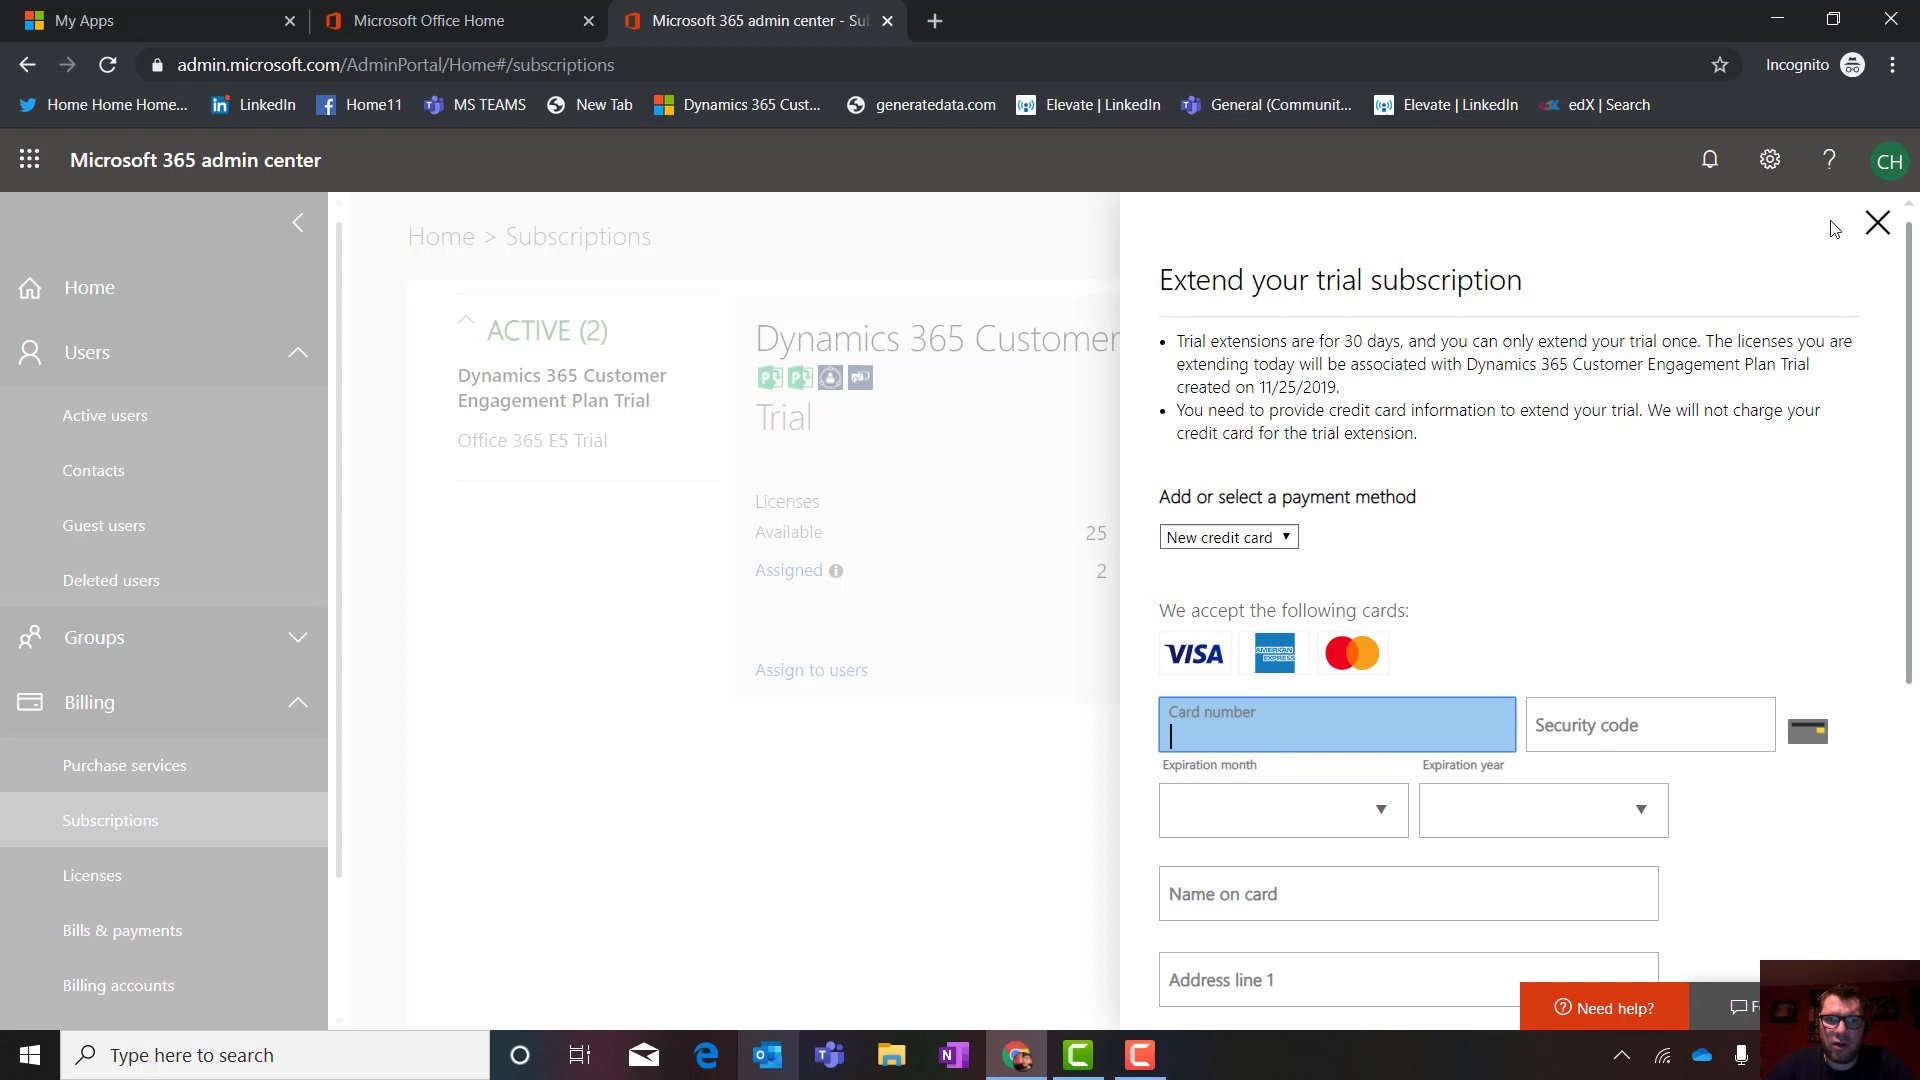 My Apps
Microsoft Office Home
Microsoft 365 admin center - Su
admin.microsoft.com/AdminPortal/Home#/subscriptions
Incognito
Home Home Home...
LinkedIn
Home11
MS TEAMS
New Tab
Dynamics 365 Cust...
generatedata.com
Elevate | LinkedIn
General (Communit...
Elevate | LinkedIn
edX | Search
Microsoft 365 admin center
CH
Home
Users
Active users
Contacts
Guest users
Deleted users
Groups
Billing
Purchase services
Subscriptions
Licenses
Bills & payments
Billing accounts
Home > Subscriptions
ACTIVE (2)
Dynamics 365 Customer
Engagement Plan Trial
Office 365 E5 Trial
Dynamics 365 Customer
Trial
Licenses
Available 25
Assigned 2
Assign to users
Extend your trial subscription
• Trial extensions are for 30 days, and you can only extend your trial once. The licenses you are
extending today will be associated with Dynamics 365 Customer Engagement Plan Trial
created on 11/25/2019.
• You need to provide credit card information to extend your trial. We will not charge your
credit card for the trial extension.
Add or select a payment method
New credit card
We accept the following cards:
VISA
AMERICAN
EXPRESS
Card number
Security code
Expiration month
Expiration year
Name on card
Address line 1
Need help?
F
Type here to search